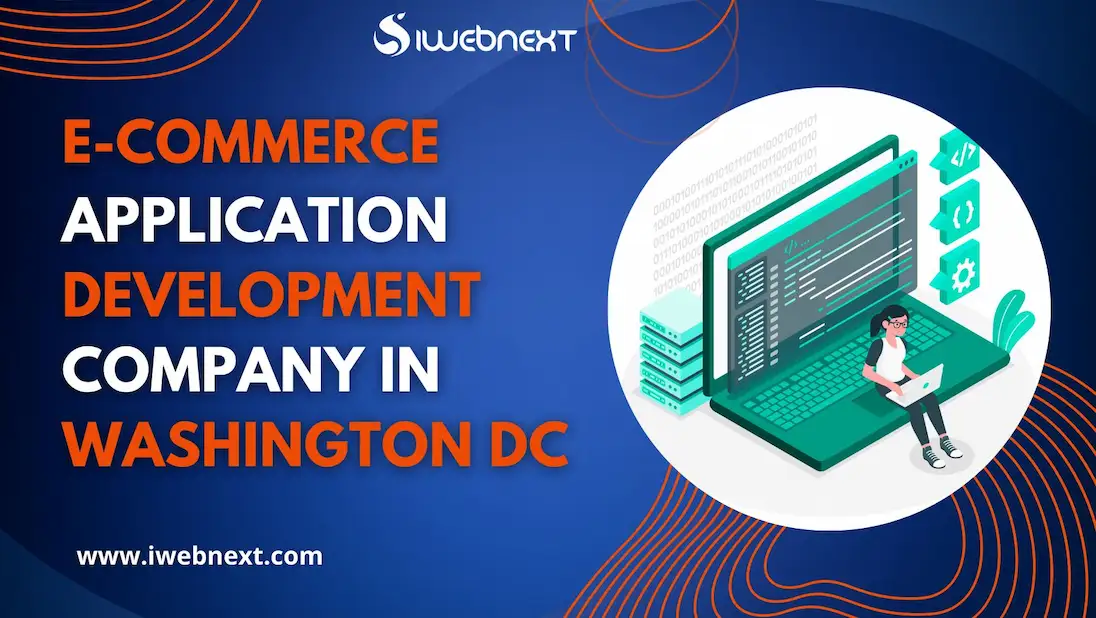 IWEBNEXT
E-COMMERCE
APPLICATION
DEVELOPMENT
COMPANY IN
WASHINGTON DC
www.iwebnext.com